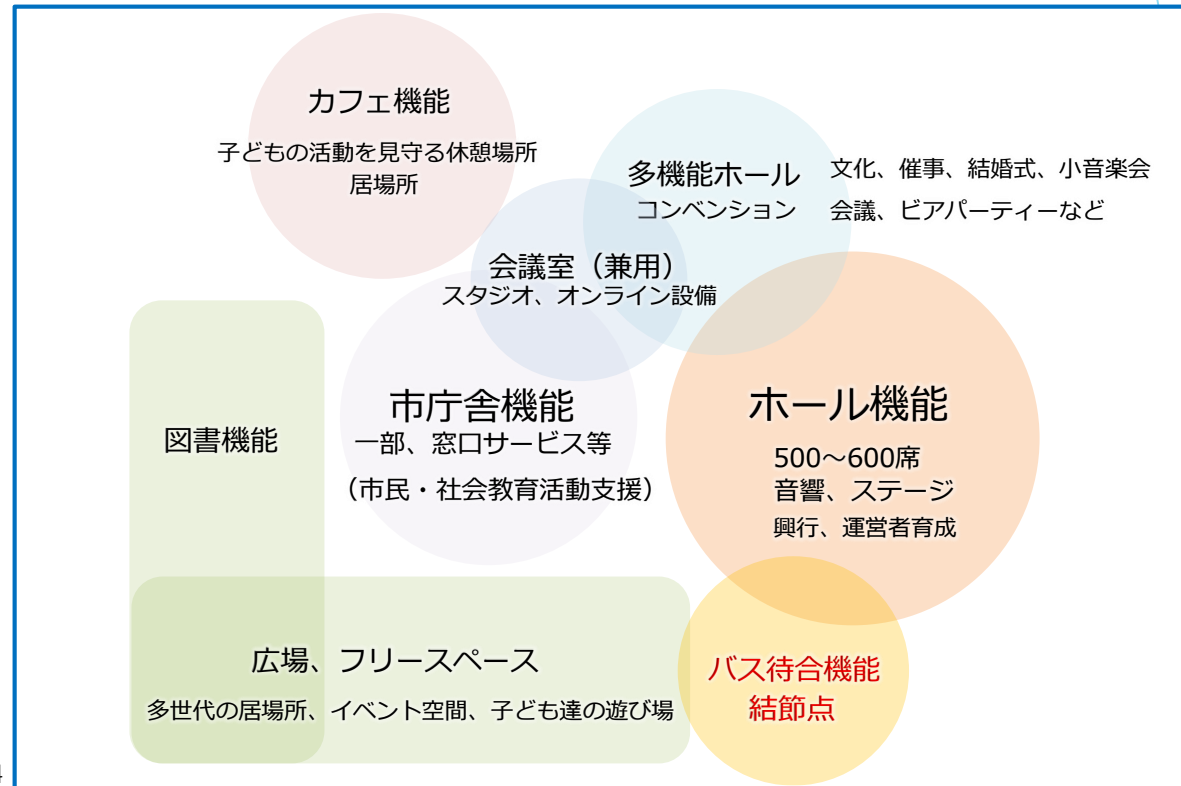 カフェ機能
子どもの活動を見守る休憩場所
居場所
多機能ホール
コンベンション
文化、催事、結婚式、小音楽会
会議、ビアパーティーなど
会議室（兼用）
スタジオ、オンライン設備
市庁舎機能
一部、窓口サービス等
（市民・社会教育活動支援）
ホール機能
500～600席
音響、ステージ
興行、運営者育成
図書機能
広場、フリースペース
多世代の居場所、イベント空間、子ども達の遊び場
バス待合機能
結節点